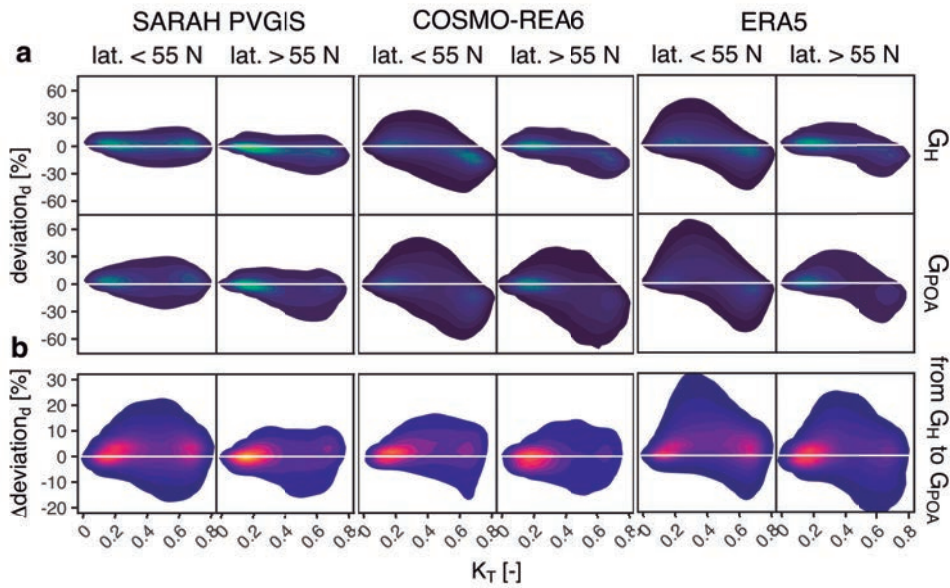 SARAH PVGIS COSMO-REA6 ERA5
a lat. < 55 N lat. > 55 N lat. < 55 N lat. > 55 N lat. < 55 N lat. > 55 N
60
30
0
-30
-60
G_H
deviation_d [%]
60
30
0
-30
-60
G_POA
b
30
20
10
0
-10
-20
Δdeviation_d [%]
from G_H to G_POA
0 0.2 0.4 0.6 0.8 0 0.2 0.4 0.6 0.8 0 0.2 0.4 0.6 0.8 0 0.2 0.4 0.6 0.8 0 0.2 0.4 0.6 0.8 0 0.2 0.4 0.6 0.8
K_T [-]